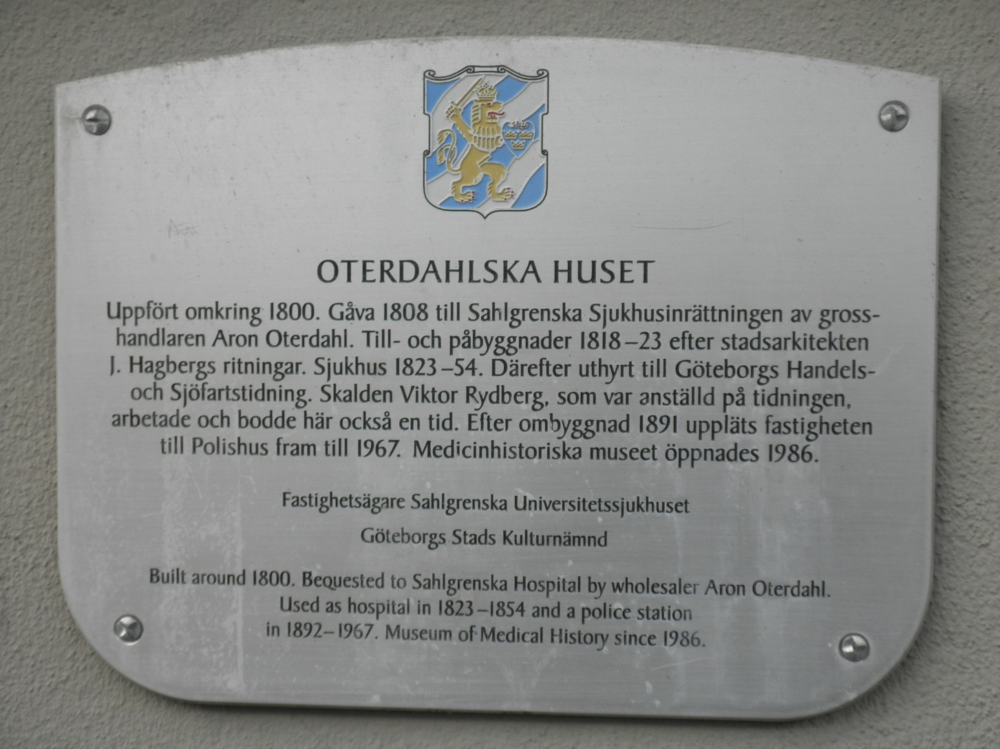 OTERDAHLSKA HUSET
Uppfört omkring 1800. Gåva 1808 till Sahlgrenska Sjukhusinrättningen av gross-
handlaren Aron Oterdahl. Till- och påbyggnader 1818–23 efter stadsarkitekten
J. Hagbergs ritningar. Sjukhus 1823–54. Därefter uthyrt till Göteborgs Handels-
och Sjöfartstidning. Skalden Viktor Rydberg, som var anställd på tidningen,
arbetade och bodde här också en tid. Efter ombyggnad 1891 uppläts fastigheten
till Polishus fram till 1967. Medicinhistoriska museet öppnades 1986.
Fastighetsägare Sahlgrenska Universitetssjukhuset
Göteborgs Stads Kulturnämnd
Built around 1800. Bequested to Sahlgrenska Hospital by wholesaler Aron Oterdahl.
Used as hospital in 1823–1854 and a police station
in 1892–1967. Museum of Medical History since 1986.